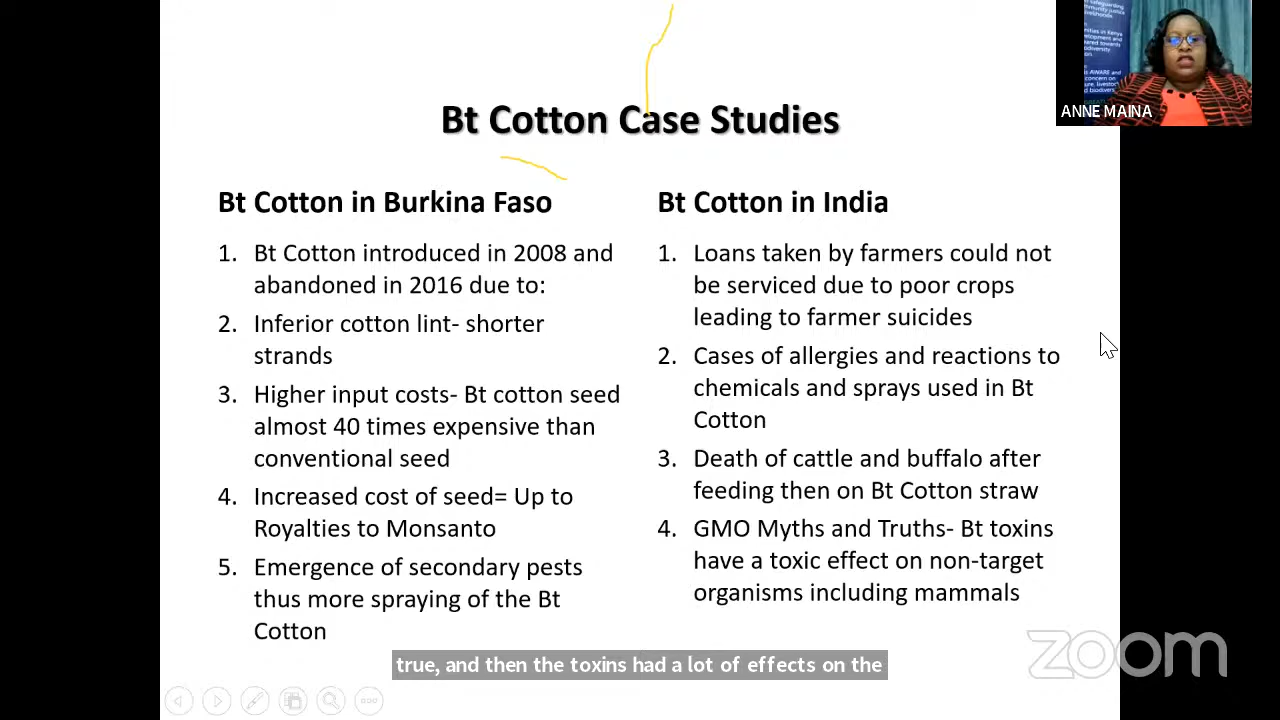 Bt Cotton Case Studies
Bt Cotton in Burkina Faso
1. Bt Cotton introduced in 2008 and
abandoned in 2016 due to:
2. Inferior cotton lint- shorter
strands
3. Higher input costs- Bt cotton seed
almost 40 times expensive than
conventional seed
4. Increased cost of seed= Up to
Royalties to Monsanto
5. Emergence of secondary pests
thus more spraying of the Bt
Cotton
Bt Cotton in India
1. Loans taken by farmers could not
be serviced due to poor crops
leading to farmer suicides
2. Cases of allergies and reactions to
chemicals and sprays used in Bt
Cotton
3. Death of cattle and buffalo after
feeding then on Bt Cotton straw
4. GMO Myths and Truths- Bt toxins
have a toxic effect on non-target
organisms including mammals
safeguarding
in Kenya
AWARE and
concern on
ANNE MAINA
true, and then the toxins had a lot of effects on the
zoom